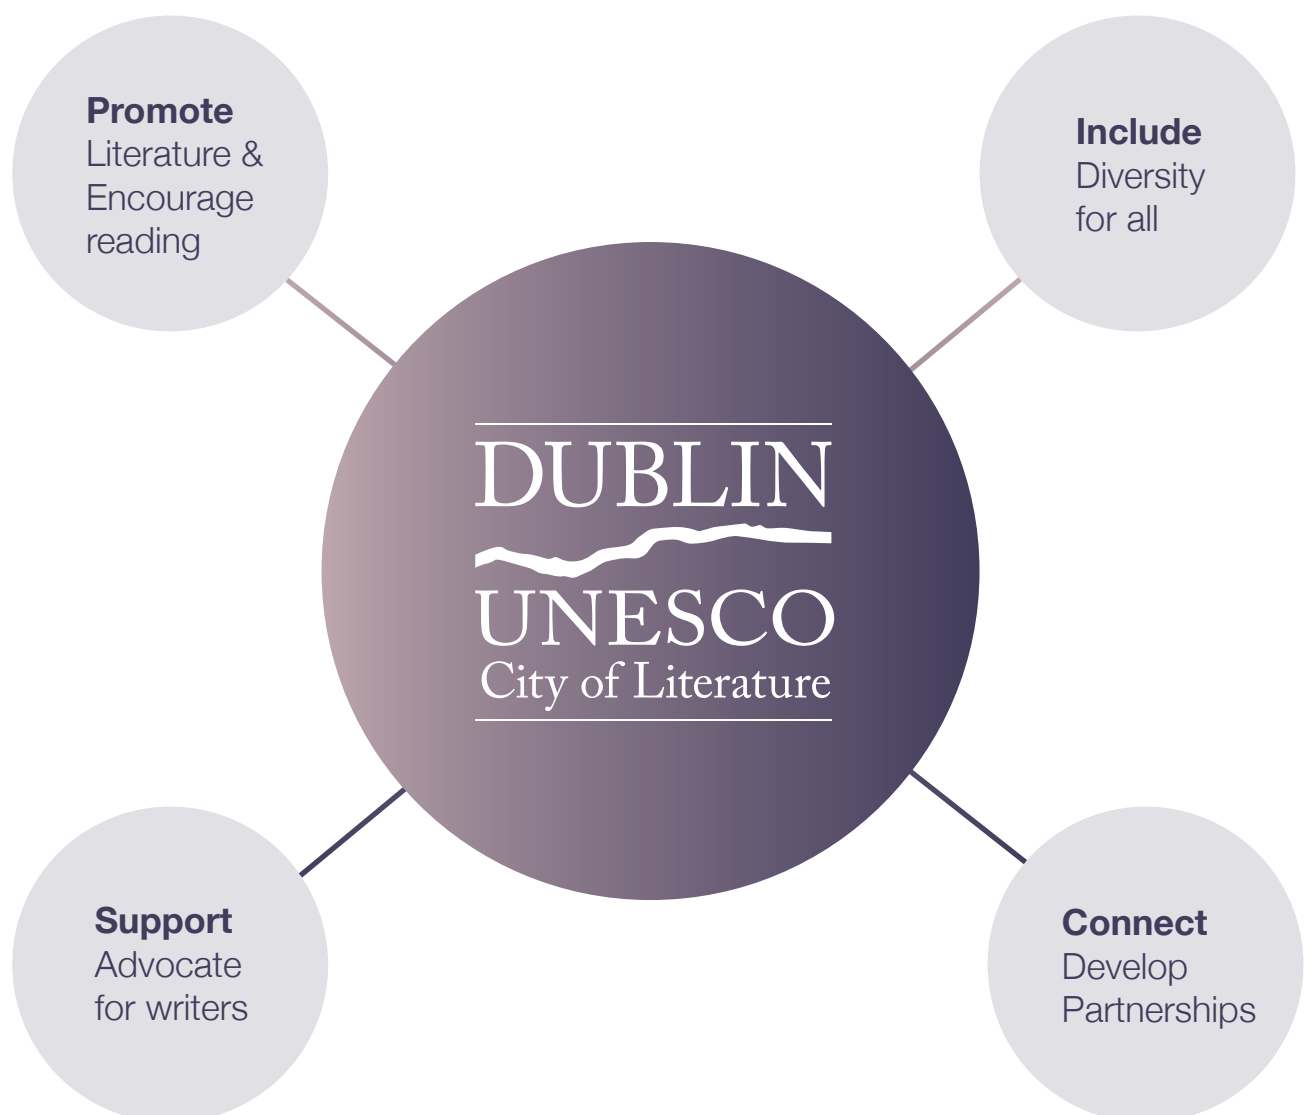 Promote
Literature &
Encourage
reading
Include
Diversity
for all
DUBLIN
UNESCO
City of Literature
Support
Advocate
for writers
Connect
Develop
Partnerships